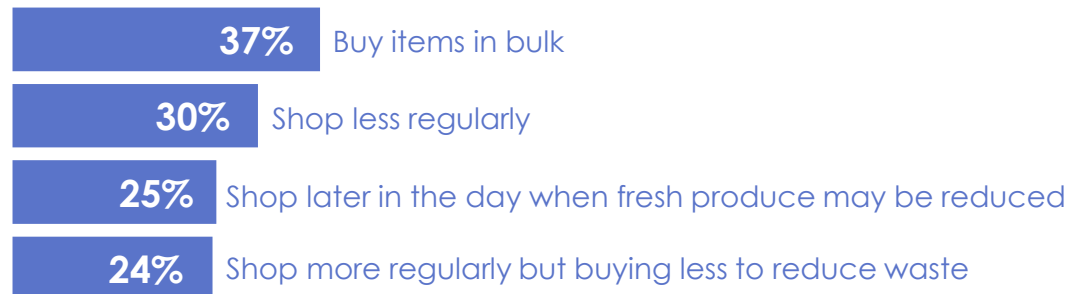 37% Buy items in bulk
30% Shop less regularly
25% Shop later in the day when fresh produce may be reduced
24% Shop more regularly but buying less to reduce waste